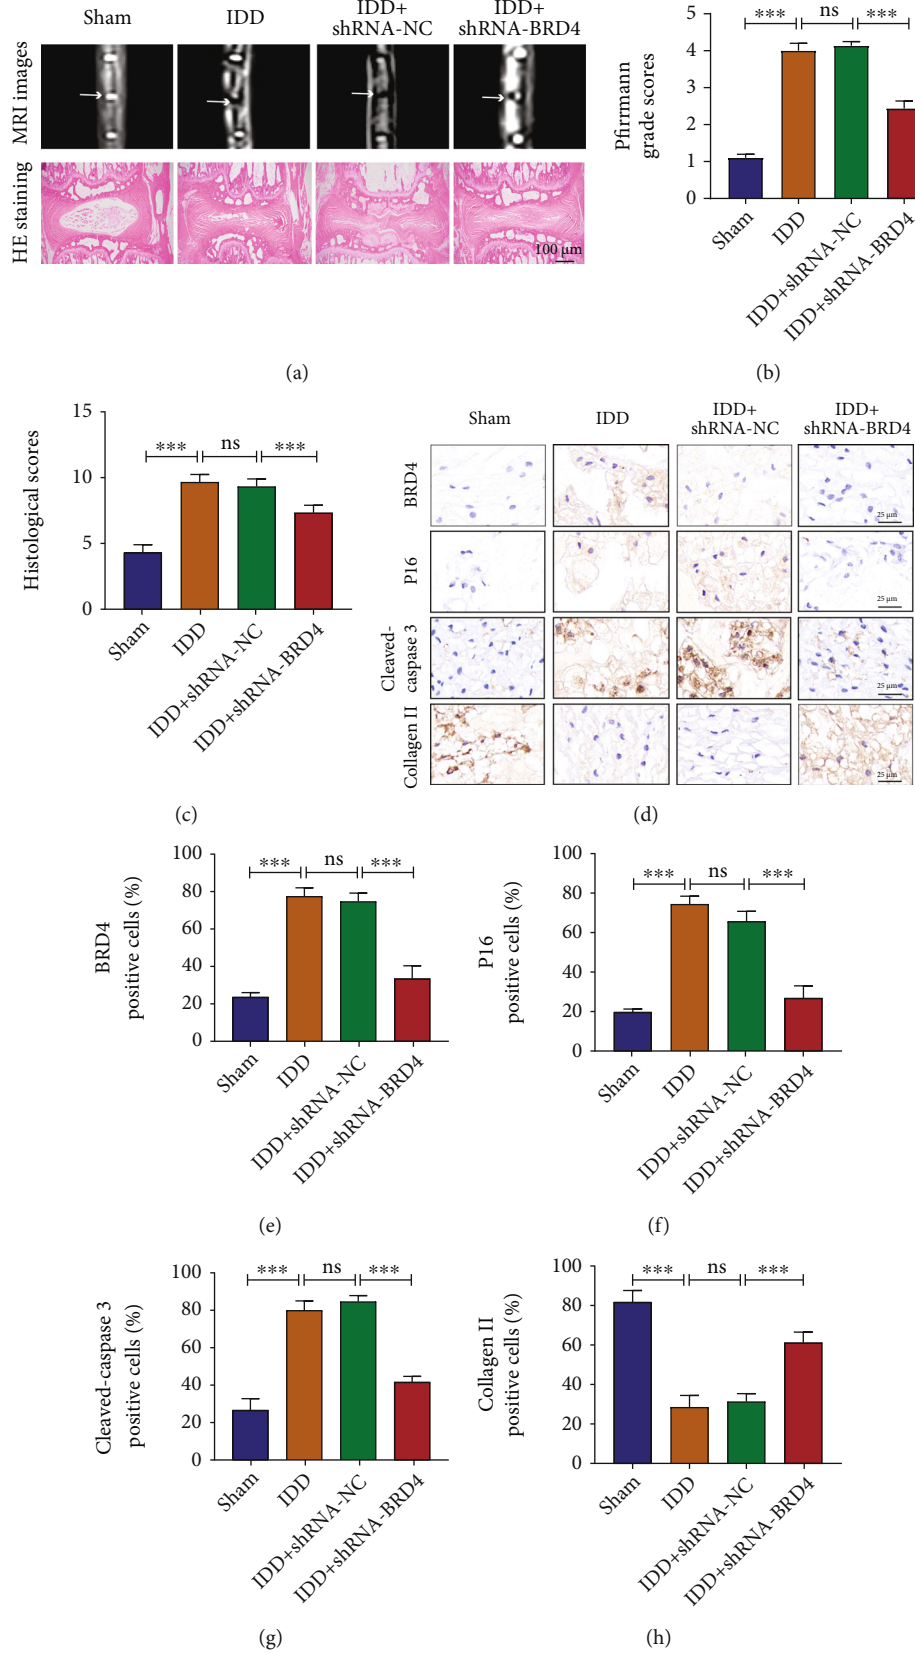 Sham
IDD
IDD+
shRNA-NC
IDD+
shRNA-BRD4
MRI images
HE staining
100 μm
(a)
Pfirrmann
grade scores
5
4
3
2
1
0
***
ns
***
Sham
IDD
IDD+shRNA-NC
IDD+shRNA-BRD4
(b)
Histological scores
15
10
5
0
***
ns
***
Sham
IDD
IDD+shRNA-NC
IDD+shRNA-BRD4
(c)
Sham
IDD
IDD+
shRNA-NC
IDD+
shRNA-BRD4
BRD4
25 μm
P16
25 μm
Cleaved-
caspase 3
25 μm
Collagen II
25 μm
(d)
BRD4
positive cells (%)
100
80
60
40
20
0
***
ns
***
Sham
IDD
IDD+shRNA-NC
IDD+shRNA-BRD4
(e)
P16
positive cells (%)
100
80
60
40
20
0
***
ns
***
Sham
IDD
IDD+shRNA-NC
IDD+shRNA-BRD4
(f)
Cleaved-caspase 3
positive cells (%)
100
80
60
40
20
0
***
ns
***
Sham
IDD
IDD+shRNA-NC
IDD+shRNA-BRD4
(g)
Collagen II
positive cells (%)
100
80
60
40
20
0
***
ns
***
Sham
IDD
IDD+shRNA-NC
IDD+shRNA-BRD4
(h)